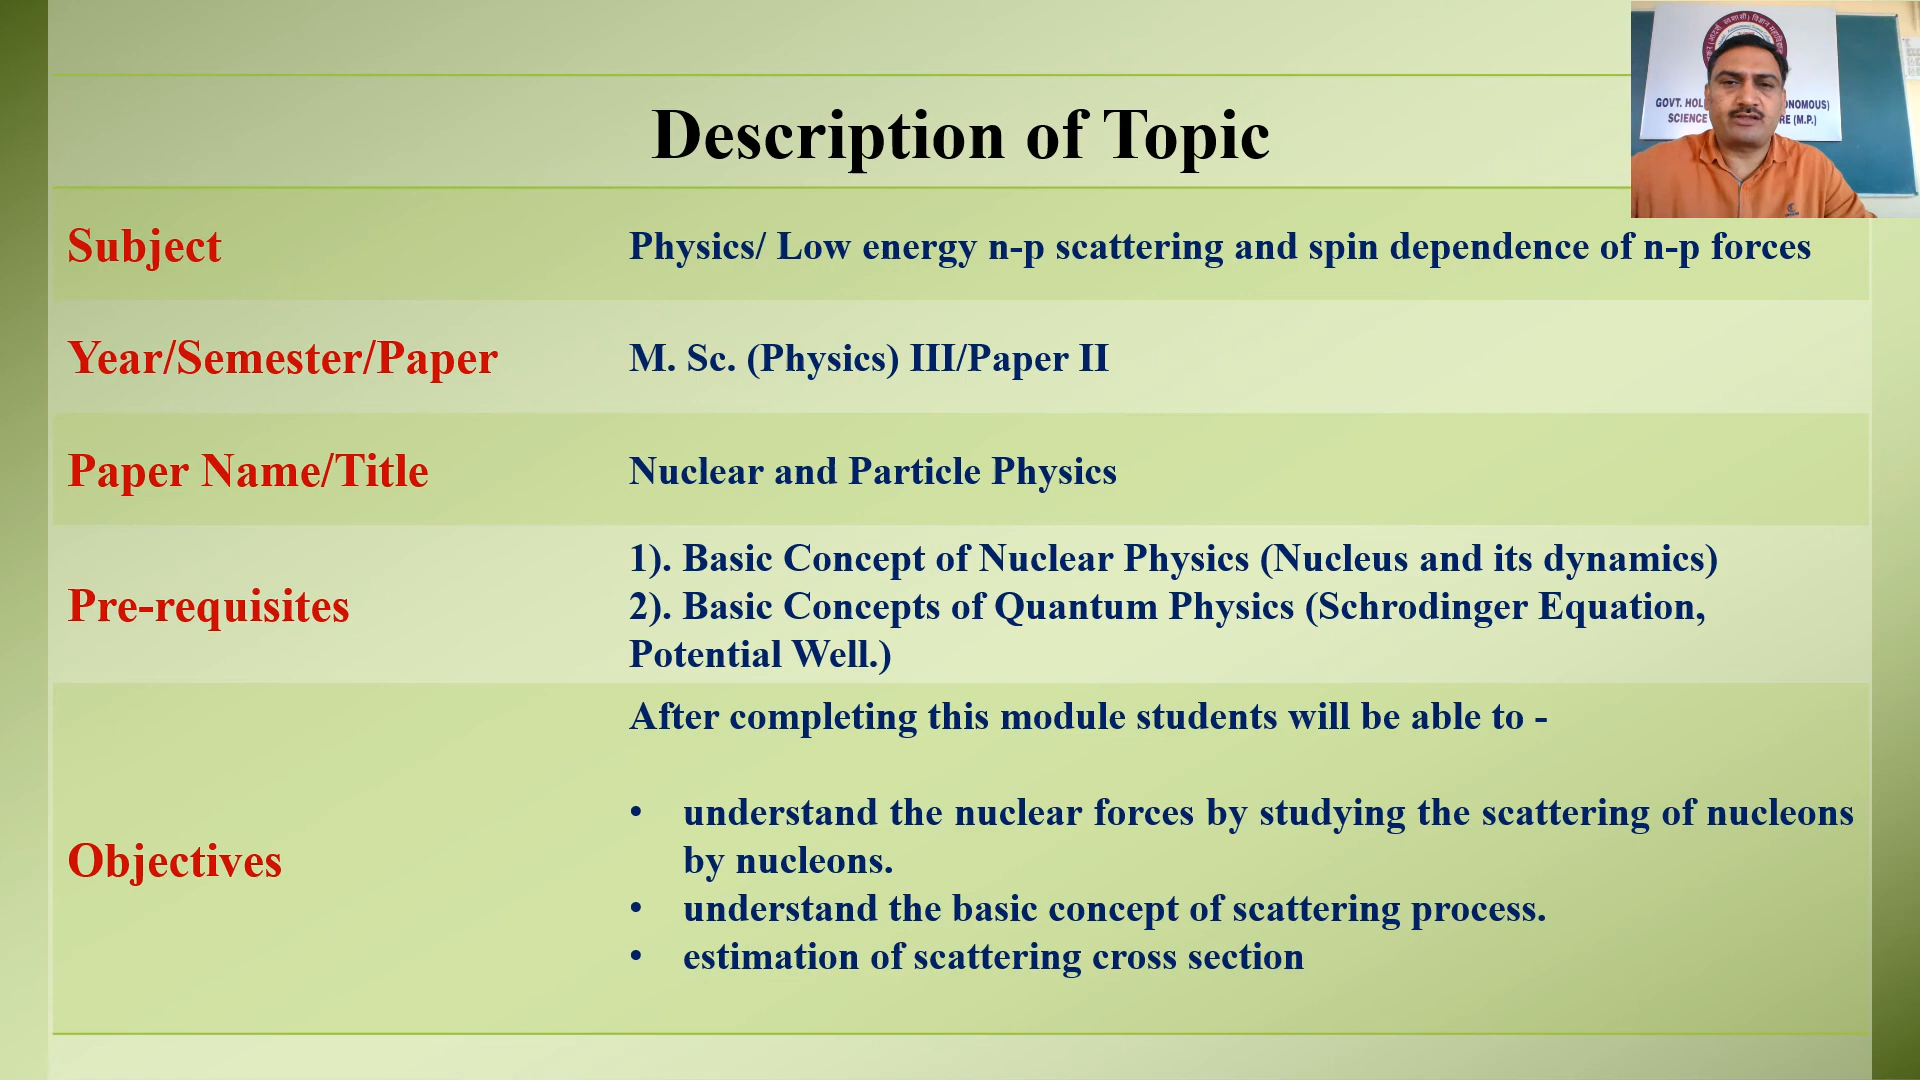 Description of Topic
GOVT. HOL
ONOMOUS)
SCIENCE
RE (M.P.)
Subject
Physics/ Low energy n-p scattering and spin dependence of n-p forces
Year/Semester/Paper
M. Sc. (Physics) III/Paper II
Paper Name/Title
Nuclear and Particle Physics
Pre-requisites
1). Basic Concept of Nuclear Physics (Nucleus and its dynamics)
2). Basic Concepts of Quantum Physics (Schrodinger Equation,
Potential Well.)
Objectives
After completing this module students will be able to -
• understand the nuclear forces by studying the scattering of nucleons
by nucleons.
• understand the basic concept of scattering process.
• estimation of scattering cross section